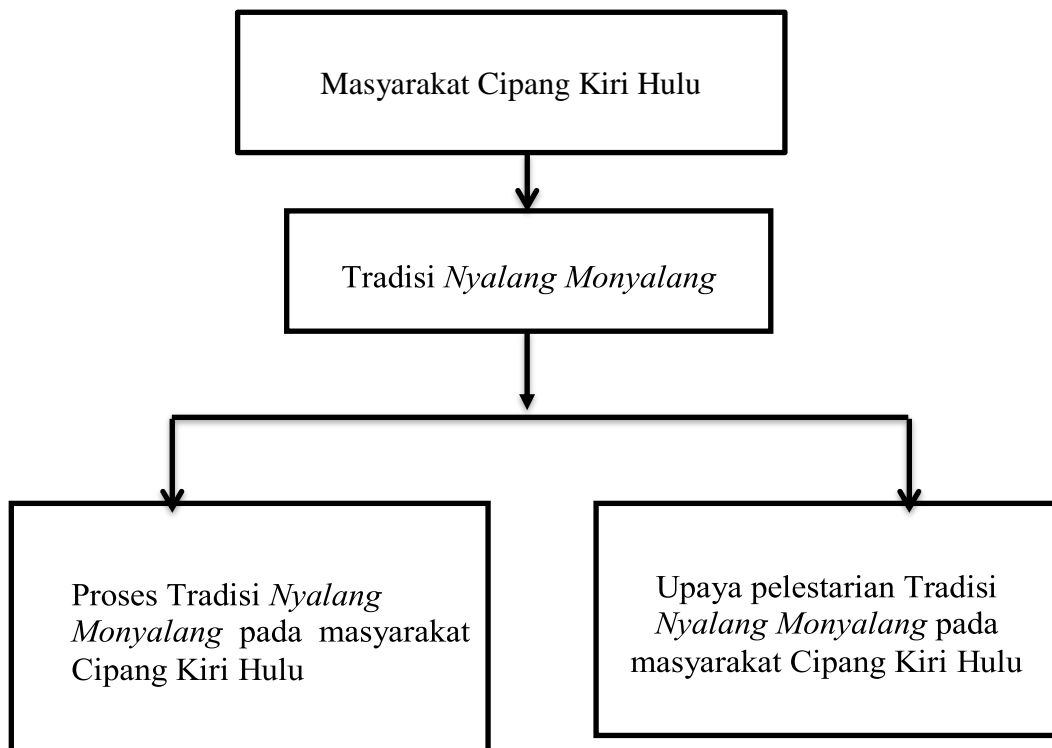 Masyarakat Cipang Kiri Hulu
Tradisi Nyalang Monyalang
Proses Tradisi Nyalang
Monyalang pada masyarakat
Cipang Kiri Hulu
Upaya pelestarian Tradisi
Nyalang Monyalang pada
masyarakat Cipang Kiri Hulu